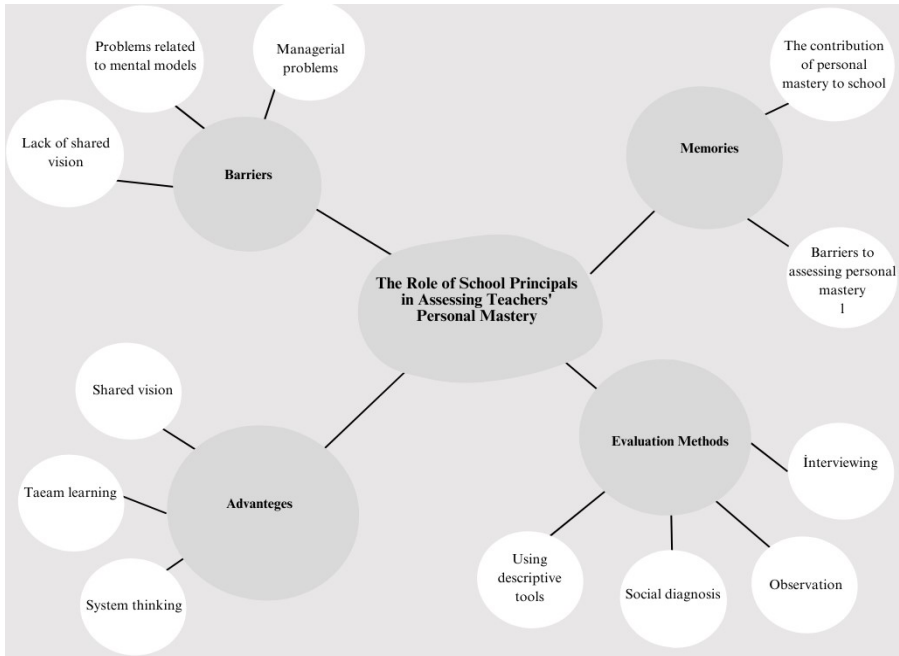 Problems related
to mental models
Managerial
problems
Lack of shared
vision
Barriers
The contribution
of personal
mastery to school
Memories
Barriers to
assessing personal
mastery
l
The Role of School Principals
in Assessing Teachers'
Personal Mastery
Shared vision
Taeam learning
System thinking
Advanteges
Evaluation Methods
İnterviewing
Using
descriptive
tools
Social diagnosis
Observation